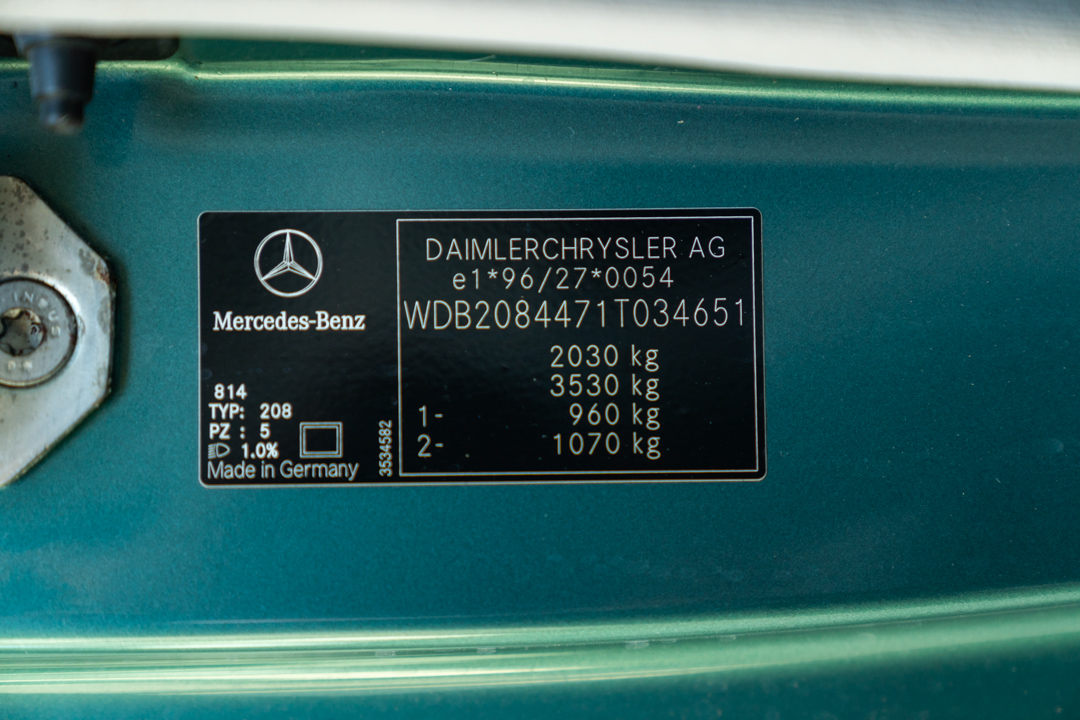 Mercedes-Benz
814
TYP: 208
PZ : 5
1.0%
Made in Germany
3534582
DAIMLERCHRYSLER AG
e1*96/27*0054
WDB2084471T034651
2030 kg
3530 kg
1- 960 kg
2- 1070 kg